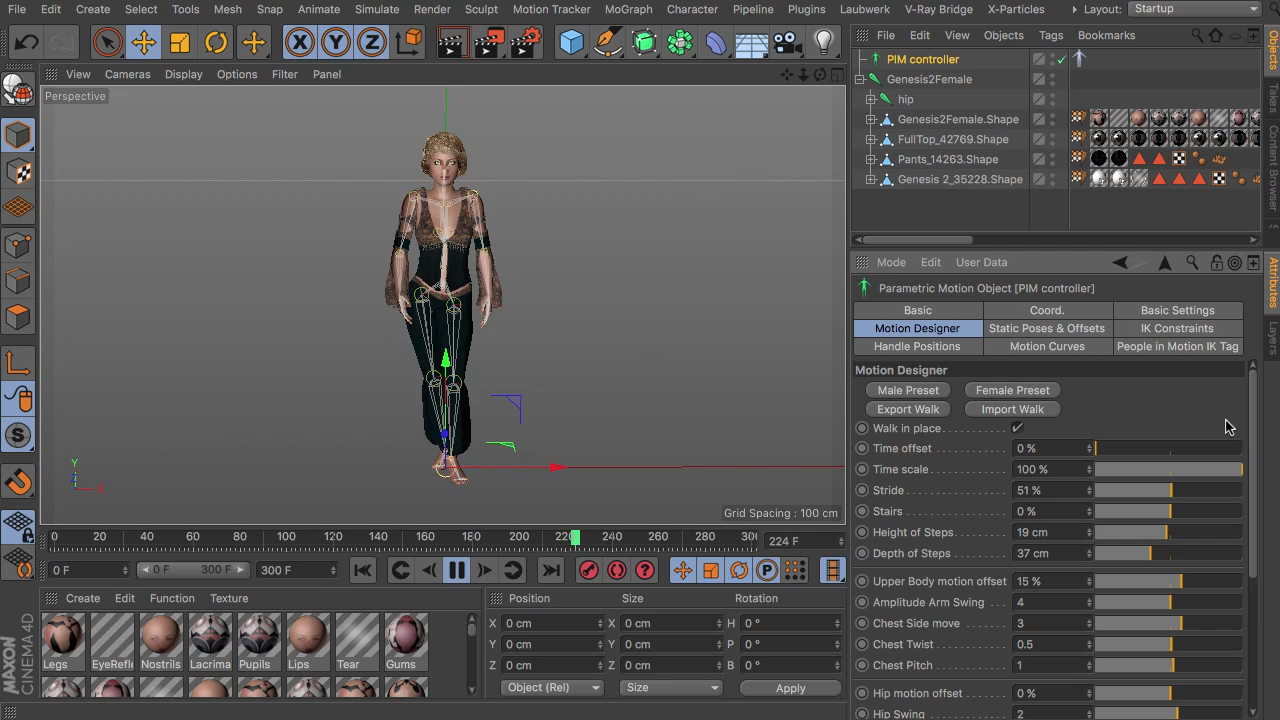 File Edit Create Select Tools Mesh Snap Animate Simulate Render Sculpt Motion Tracker MoGraph Character Pipeline Plugins Laubwerk V-Ray Bridge X-Particles Layout: Startup
View Cameras Display Options Filter Panel
Perspective
Grid Spacing : 100 cm
0 20 40 60 80 100 120 140 160 180 200 220 240 260 280 30 224 F
0 F 0 F 300 F 300 F
Create Edit Function Texture
Legs EyeRefle Nostrils Lacrima Pupils Lips Tear Gums
MAXON CINEMA 4D
Position Size Rotation
X 0 cm X 0 cm H 0 °
Y 0 cm Y 0 cm P 0 °
Z 0 cm Z 0 cm B 0 °
Object (Rel) Size Apply
File Edit View Objects Tags Bookmarks
PIM controller
Genesis2Female
hip
Genesis2Female.Shape
FullTop_42769.Shape
Pants_14263.Shape
Genesis 2_35228.Shape
Objects
Takes
Content Browser
Mode Edit User Data
Attributes
Layers
Parametric Motion Object [PIM controller]
Basic Coord. Basic Settings
Motion Designer Static Poses & Offsets IK Constraints
Handle Positions Motion Curves People in Motion IK Tag
Motion Designer
Male Preset Female Preset
Export Walk Import Walk
Walk in place
Time offset 0 %
Time scale 100 %
Stride 51 %
Stairs 0 %
Height of Steps 19 cm
Depth of Steps 37 cm
Upper Body motion offset 15 %
Amplitude Arm Swing 4
Chest Side move 3
Chest Twist 0.5
Chest Pitch 1
Hip motion offset 0 %
Hip Swing 2
X Y Z
Y
Z
P
S